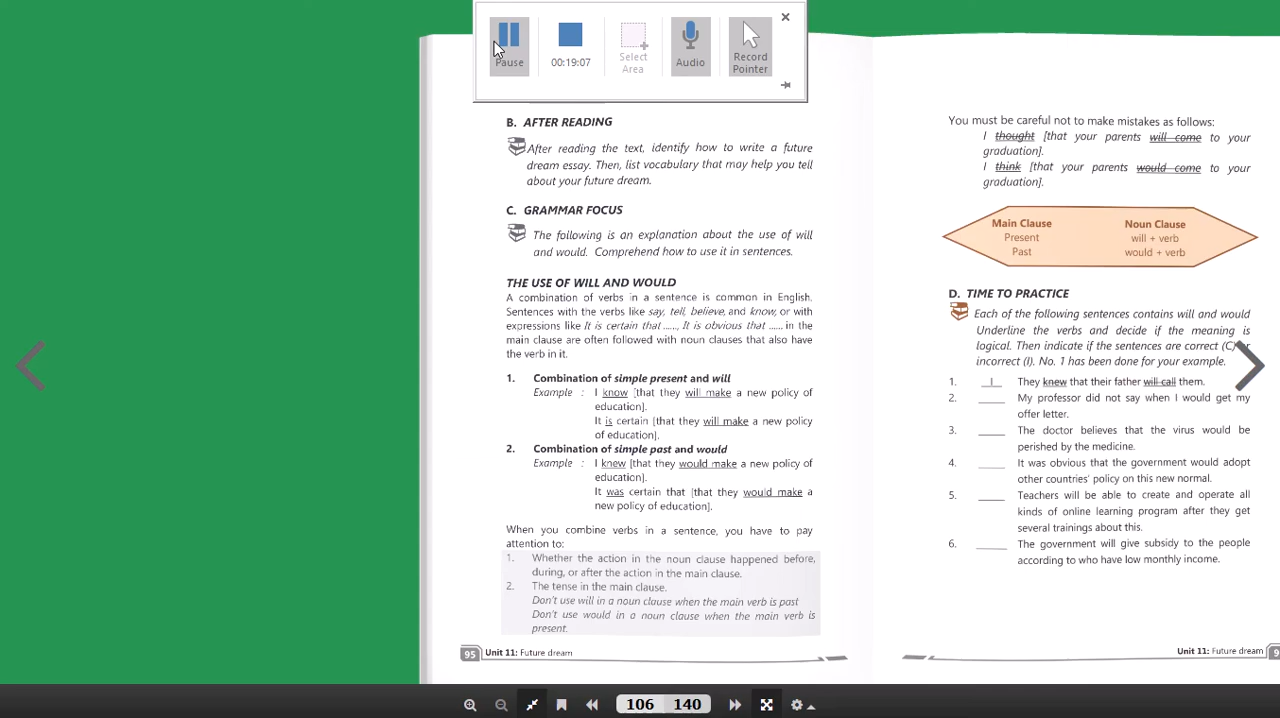 Pause
00:19:07
Select
Area
Audio
Record
Pointer
B. AFTER READING
After reading the text, identify how to write a future
dream essay. Then, list vocabulary that may help you tell
about your future dream.
C. GRAMMAR FOCUS
The following is an explanation about the use of will
and would. Comprehend how to use it in sentences.
THE USE OF WILL AND WOULD
A combination of verbs in a sentence is common in English.
Sentences with the verbs like say, tell, believe, and know, or with
expressions like It is certain that ......, It is obvious that ...... in the
main clause are often followed with noun clauses that also have
the verb in it.
1. Combination of simple present and will
Example : I know [that they will make a new policy of
education].
It is certain [that they will make a new policy
of education].
2. Combination of simple past and would
Example : I knew [that they would make a new policy of
education].
It was certain that [that they would make a
new policy of education].
When you combine verbs in a sentence, you have to pay
attention to:
1. Whether the action in the noun clause happened before,
during, or after the action in the main clause.
2. The tense in the main clause.
Don't use will in a noun clause when the main verb is past
Don't use would in a noun clause when the main verb is
present.
95 Unit 11: Future dream
You must be careful not to make mistakes as follows:
I thought [that your parents will come to your
graduation].
I think [that your parents would come to your
graduation].
Main Clause Noun Clause
Present will + verb
Past would + verb
D. TIME TO PRACTICE
Each of the following sentences contains will and would
Underline the verbs and decide if the meaning is
logical. Then indicate if the sentences are correct (C) or
incorrect (I). No. 1 has been done for your example.
1. __I__ They knew that their father will call them.
2. _____ My professor did not say when I would get my
offer letter.
3. _____ The doctor believes that the virus would be
perished by the medicine.
4. _____ It was obvious that the government would adopt
other countries' policy on this new normal.
5. _____ Teachers will be able to create and operate all
kinds of online learning program after they get
several trainings about this.
6. _____ The government will give subsidy to the people
according to who have low monthly income.
Unit 11: Future dream
106 140